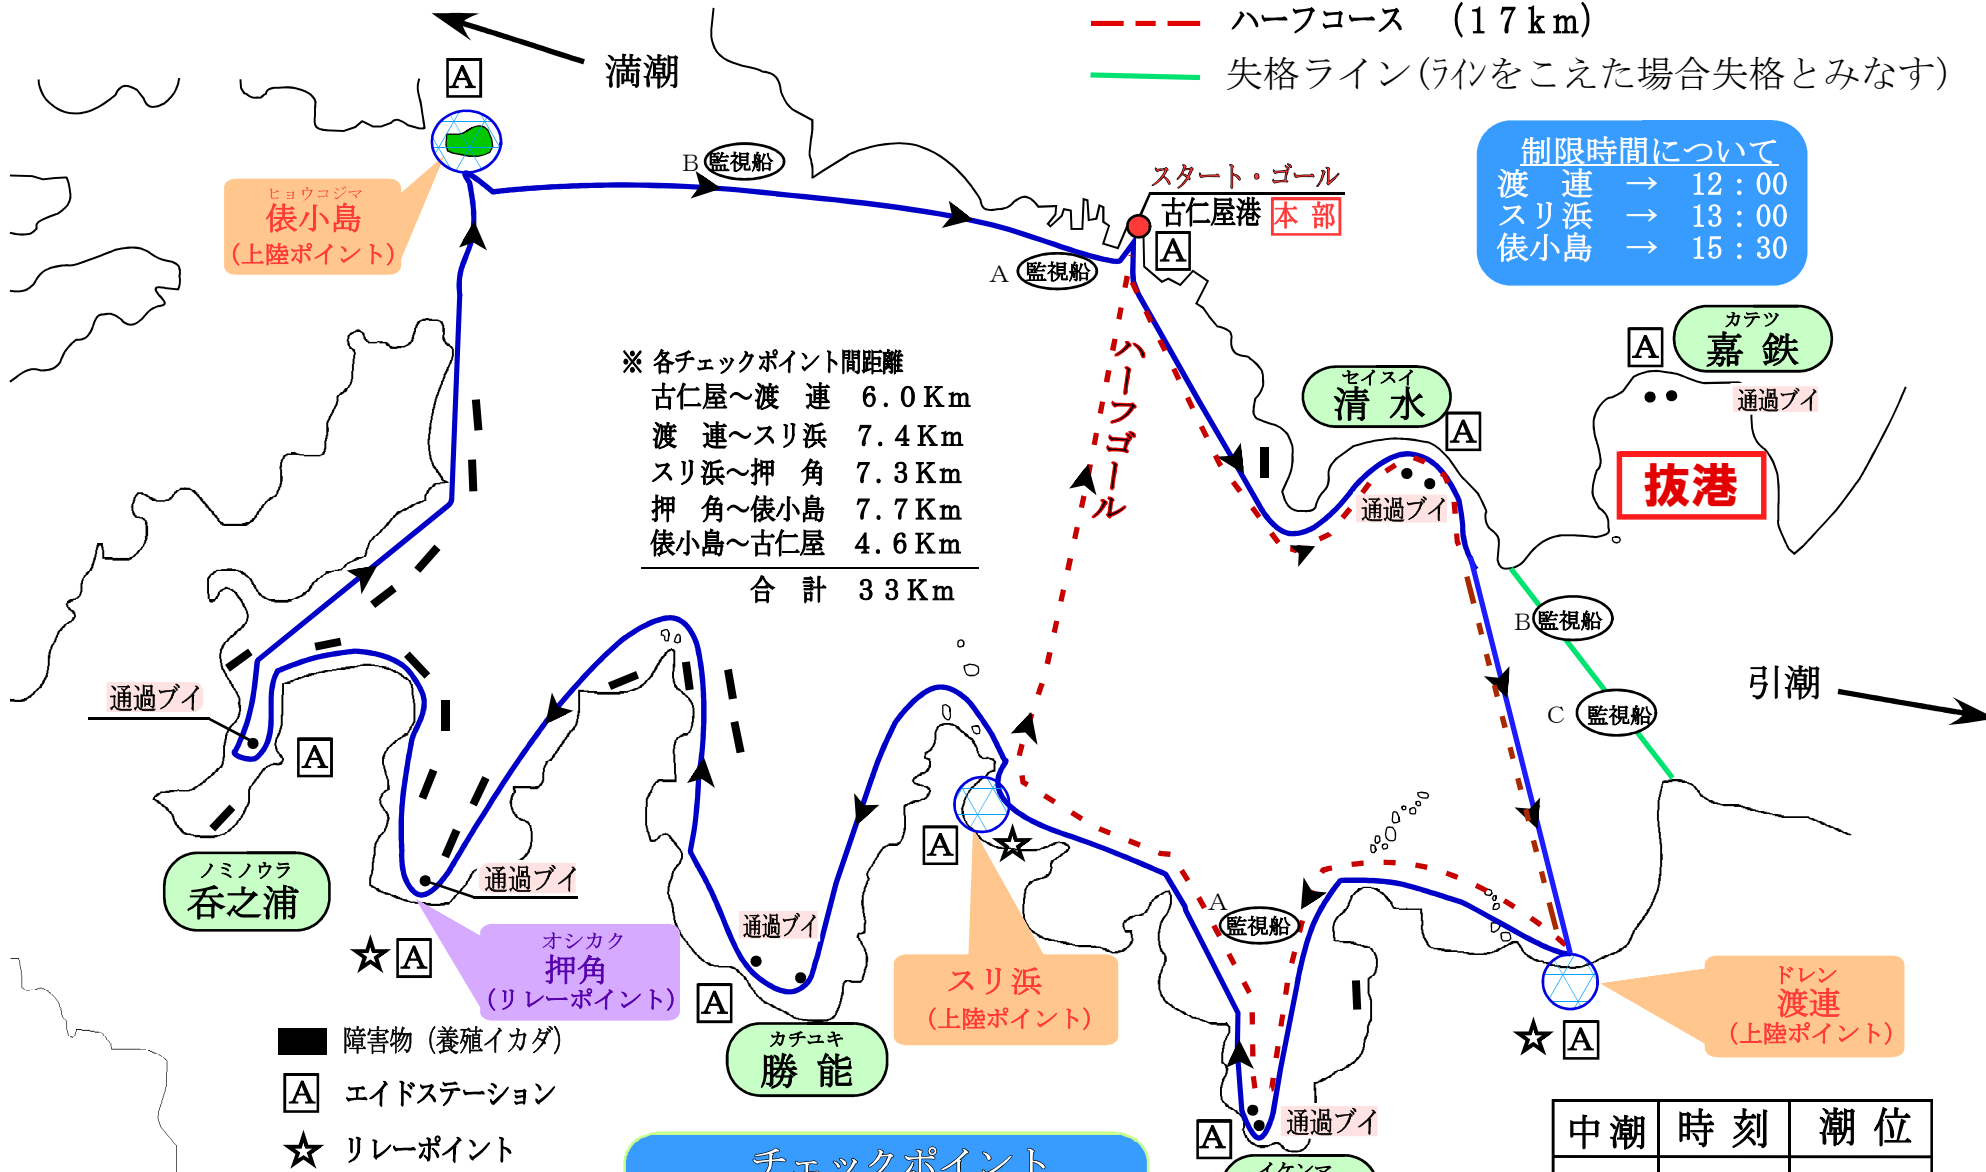 ハーフコース (17km)
失格ライン(ラインをこえた場合失格とみなす)
満潮
A
制限時間について
渡 連 → 12:00
スリ浜 → 13:00
俵小島 → 15:30
B 監視船
スタート・ゴール
古仁屋港 本部
A
A 監視船
ヒョウコジマ
俵小島
(上陸ポイント)
カテツ
嘉鉄
A
通過ブイ
抜港
セイスイ
清水
A
通過ブイ
ハーフゴール
※ 各チェックポイント間距離
古仁屋～渡 連 6.0Km
渡 連～スリ浜 7.4Km
スリ浜～押 角 7.3Km
押 角～俵小島 7.7Km
俵小島～古仁屋 4.6Km
合 計 33Km
B 監視船
引潮
C 監視船
通過ブイ
A
ノミノウラ
呑之浦
通過ブイ
A
オシカク
押角
(リレーポイント)
通過ブイ
A
カチユキ
勝能
A
スリ浜
(上陸ポイント)
A 監視船
ドレン
渡連
(上陸ポイント)
A
通過ブイ
A
イケンマ
障害物 (養殖イカダ)
A エイドステーション
リレーポイント
チェックポイント
中潮 時刻 潮位